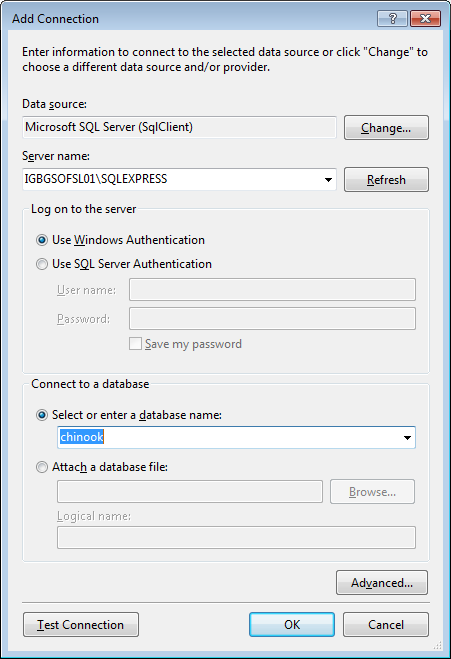 Add Connection
Enter information to connect to the selected data source or click "Change" to
choose a different data source and/or provider.
Data source:
Microsoft SQL Server (SqlClient)
Change...
Server name:
IGBGSOFSL01\SQLEXPRESS
Refresh
Log on to the server
Use Windows Authentication
Use SQL Server Authentication
User name:
Password:
Save my password
Connect to a database
Select or enter a database name:
chinook
Attach a database file:
Browse...
Logical name:
Advanced...
Test Connection
OK
Cancel